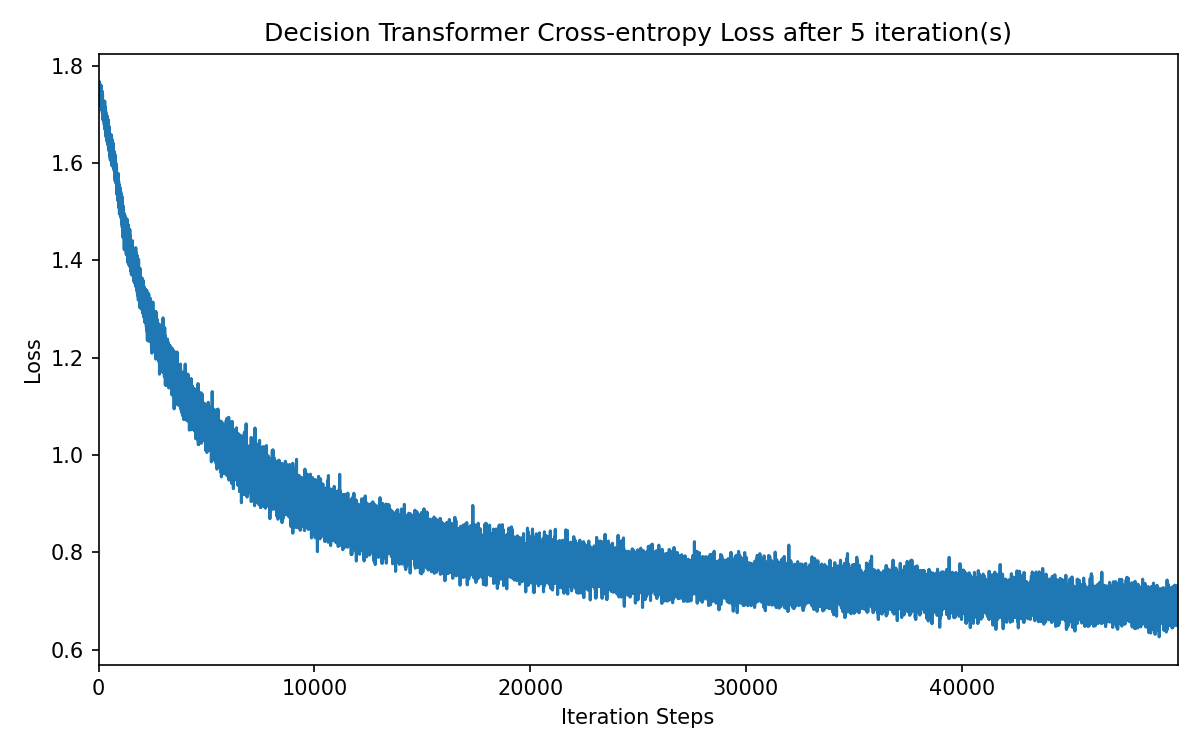 Decision Transformer Cross-entropy Loss after 5 iteration(s)
Loss
1.8
1.6
1.4
1.2
1.0
0.8
0.6
0 10000 20000 30000 40000
Iteration Steps